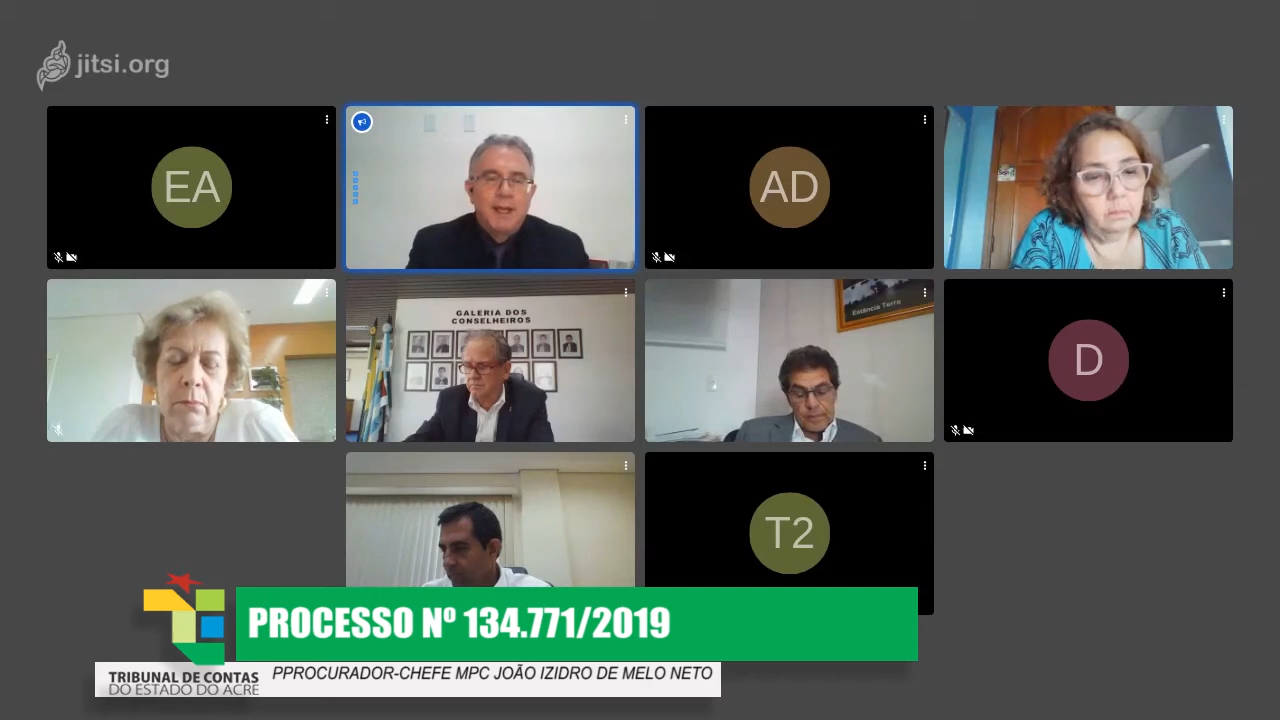 jitsi.org
EA
AD
GALERIA DOS
CONSELHEIROS
Estância Terra
D
T2
PROCESSO Nº 134.771/2019
PPROCURADOR-CHEFE MPC JOÃO IZIDRO DE MELO NETO
TRIBUNAL DE CONTAS
DO ESTADO DO ACRE